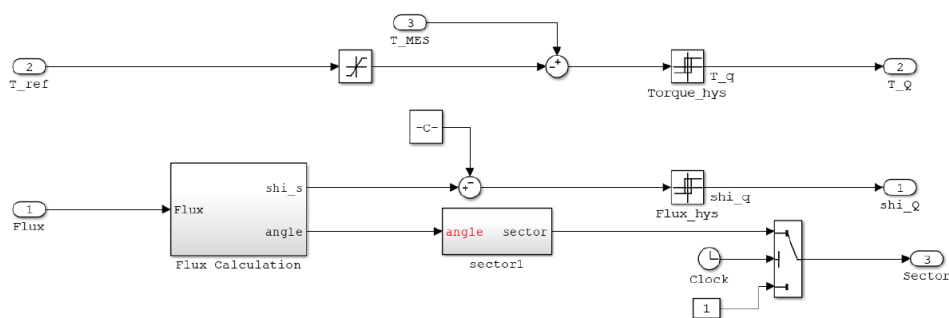 3
T_MES
2
T_ref
- +
T_q
Torque_hys
2
T_Q
-C-
1
Flux
Flux
shi_s
angle
Flux Calculation
+ -
shi_q
Flux_hys
1
shi_Q
angle
sector
sector1
Clock
1
3
Sector